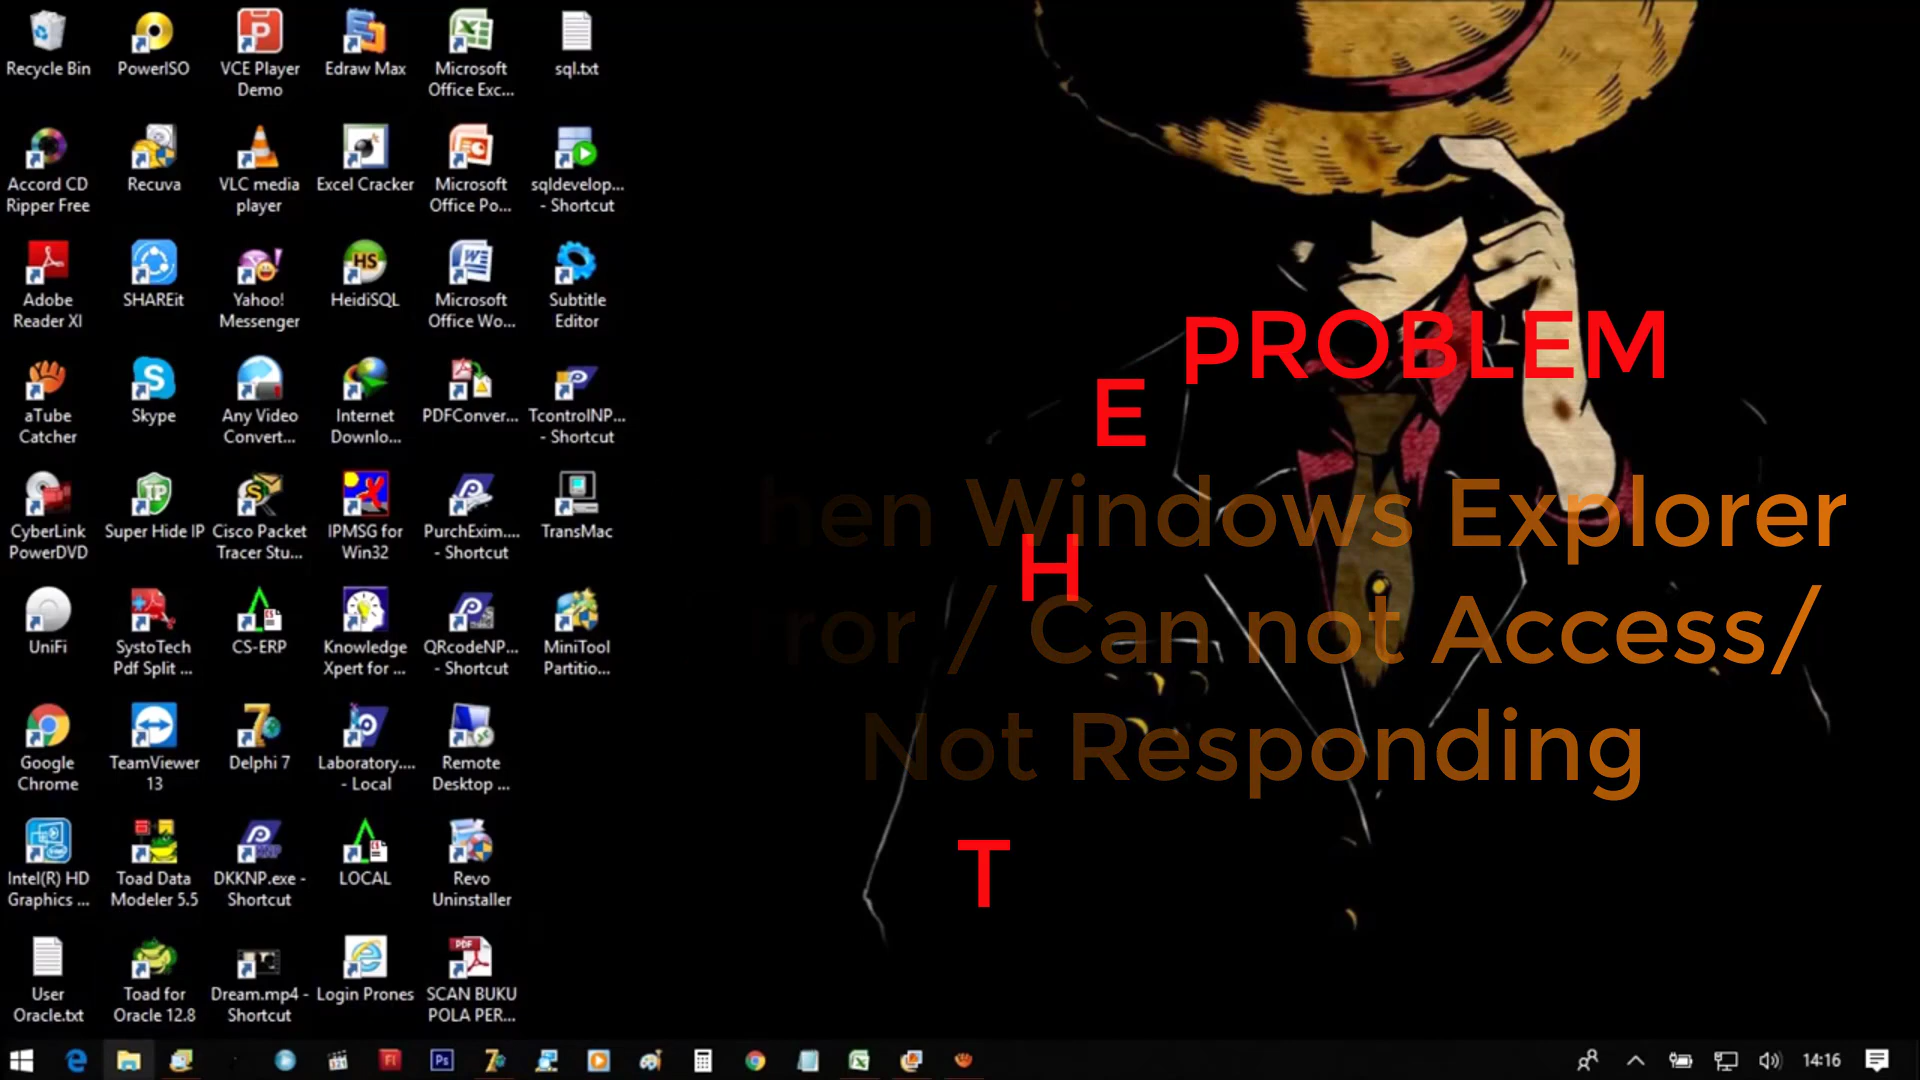 Recycle Bin
PowerISO
VCE Player
Demo
Edraw Max
Microsoft
Office Exc...
sql.txt
Accord CD
Ripper Free
Recuva
VLC media
player
Excel Cracker
Microsoft
Office Po...
sqldevelop...
- Shortcut
Adobe
Reader XI
SHAREit
Yahoo!
Messenger
HeidiSQL
Microsoft
Office Wo...
Subtitle
Editor
aTube
Catcher
Skype
Any Video
Convert...
Internet
Downlo...
PDFConver...
TcontrolNP...
- Shortcut
CyberLink
PowerDVD
Super Hide IP
Cisco Packet
Tracer Stu...
IPMSG for
Win32
PurchExim....
- Shortcut
TransMac
UniFi
SystoTech
Pdf Split ...
CS-ERP
Knowledge
Xpert for ...
QRcodeNP...
- Shortcut
MiniTool
Partitio...
Google
Chrome
TeamViewer
13
Delphi 7
Laboratory....
- Local
Remote
Desktop ...
Intel(R) HD
Graphics ...
Toad Data
Modeler 5.5
DKKNP.exe -
Shortcut
LOCAL
Revo
Uninstaller
User
Oracle.txt
Toad for
Oracle 12.8
Dream.mp4 -
Shortcut
Login Prones
SCAN BUKU
POLA PER...
T
H
E
PROBLEM
hen Windows Explorer
ror / Can not Access/
Not Responding
14:16